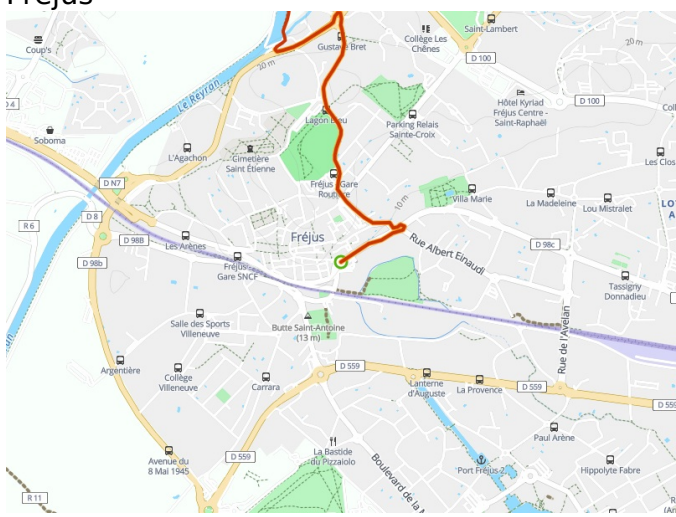 Fréjus
Gustave Bret
Collège Les
Chênes
Saint-Lambert
20 m
Coup's
Le Reyran
20 m
D 100
Hôtel Kyriad
Fréjus Centre -
Saint-Raphaël
D 100
D 4
Lagon Bleu
Parking Relais
Sainte-Croix
Soboma
L'Agachon
Cimetière
Saint Étienne
Les Clos
D N7
Fréjus Gare
Routière
10 m
Villa Marie
La Madeleine
Lou Mistralet
R 6
D 8
D 98B
Les Arènes
Fréjus
Rue Albert Einaudi
D 98c
D 98b
Fréjus
Gare SNCF
Tassigny
Donnadieu
Salle des Sports
Villeneuve
Butte Saint-Antoine
(13 m)
Rue de l'Avelan
Argentière
Collège
Villeneuve
Carrara
D 559
Lanterne
d'Auguste
La Provence
D 559
D 559
Paul Arène
Avenue du
8 Mai 1945
D 559
La Bastide
du Pizzaiolo
Boulevard de la M
Port Fréjus 2
Hippolyte Fabre
R 11